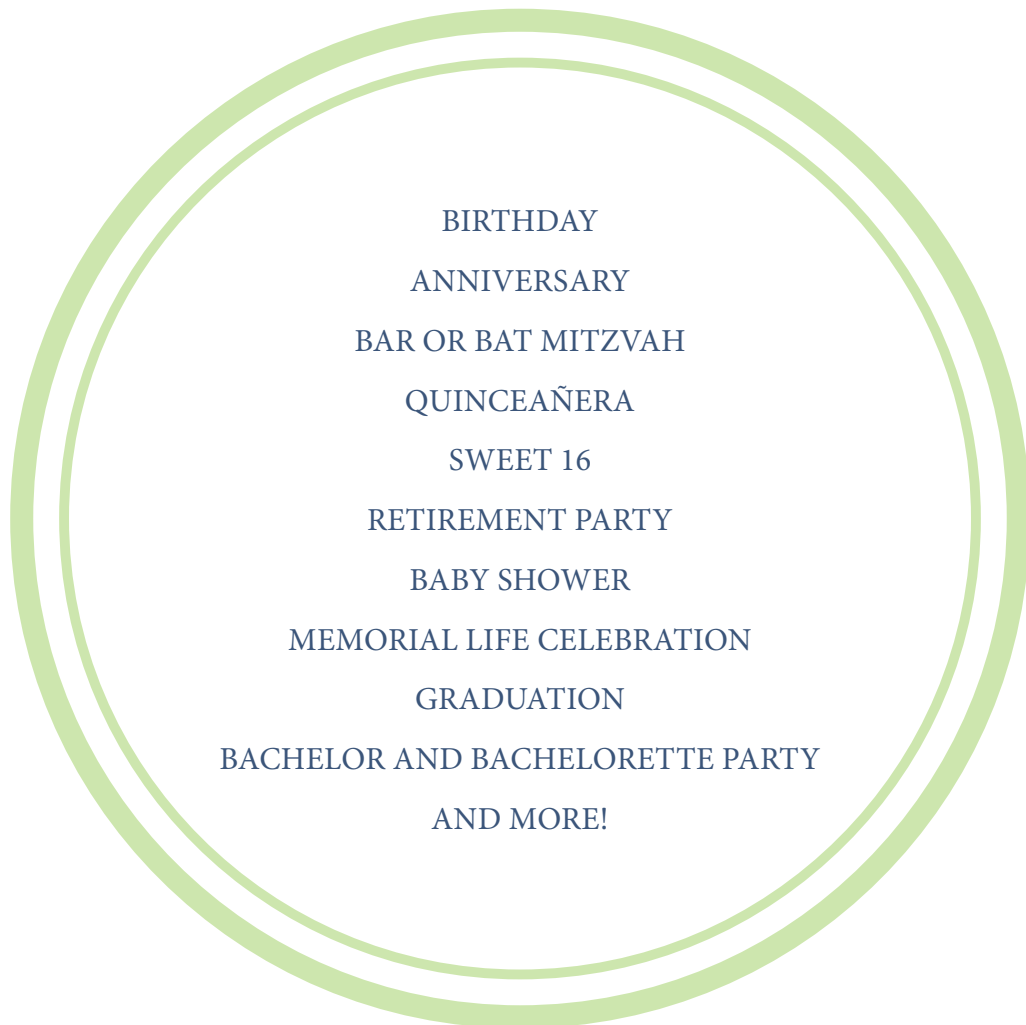 BIRTHDAY
ANNIVERSARY
BAR OR BAT MITZVAH
QUINCEAÑERA
SWEET 16
RETIREMENT PARTY
BABY SHOWER
MEMORIAL LIFE CELEBRATION
GRADUATION
BACHELOR AND BACHELORETTE PARTY
AND MORE!